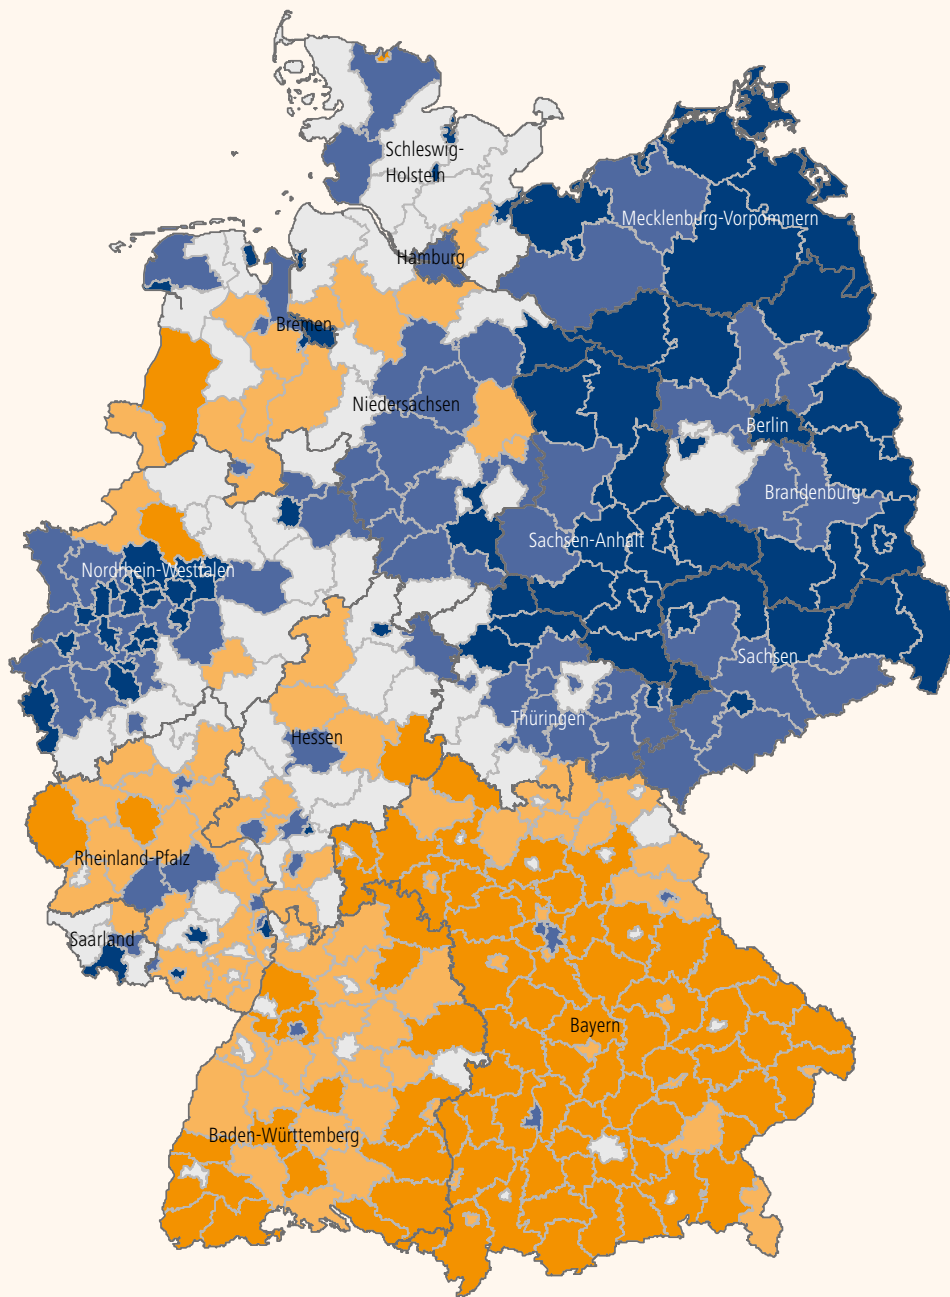 Schleswig-
Holstein
Mecklenburg-Vorpommern
Hamburg
Bremen
Niedersachsen
Berlin
Brandenburg
Sachsen-Anhalt
Nordrhein-Westfalen
Sachsen
Thüringen
Hessen
Rheinland-Pfalz
Saarland
Bayern
Baden-Württemberg